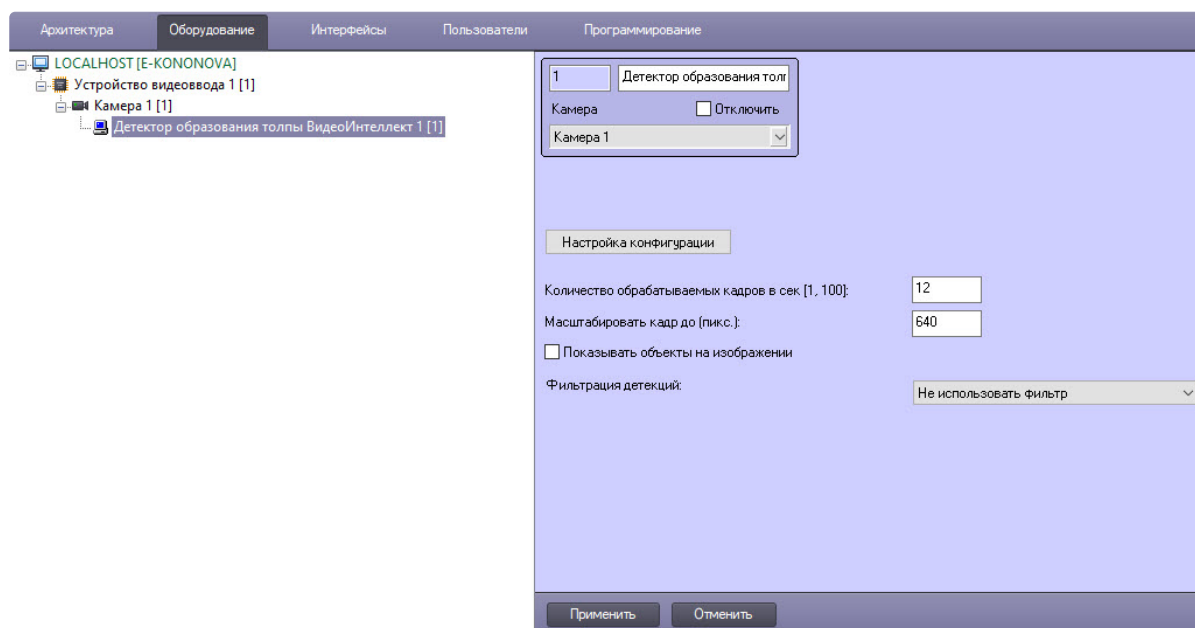 Архитектура Оборудование Интерфейсы Пользователи Программирование
LOCALHOST [E-KONONOVA]
Устройство видеоввода 1 [1]
Камера 1 [1]
Детектор образования толпы ВидеоИнтеллект 1 [1]
1 Детектор образования толг
Камера Отключить
Камера 1
Настройка конфигурации
Количество обрабатываемых кадров в сек [1, 100]: 12
Масштабировать кадр до (пикс.): 640
Показывать объекты на изображении
Фильтрация детекций: Не использовать фильтр
Применить Отменить